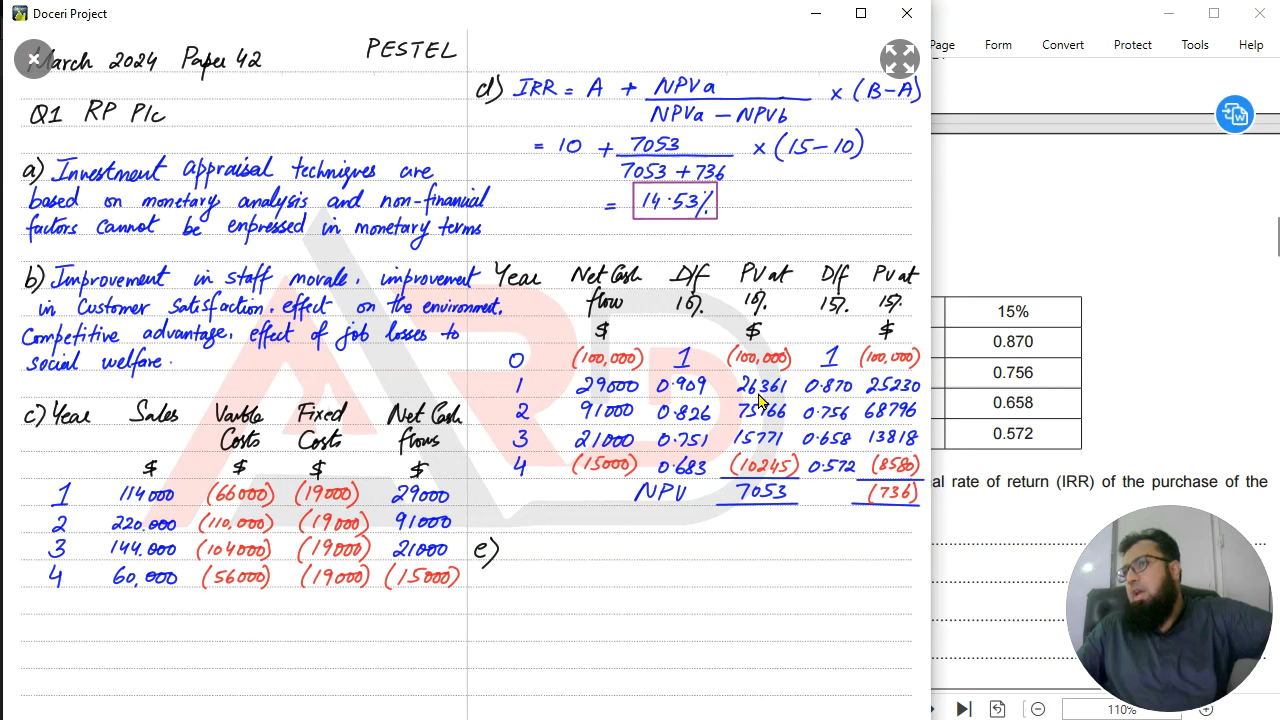 Doceri Project
Page Form Convert Protect Tools Help
March 2024 Paper 42 PESTEL
Q1 RP Plc
a) Investment appraisal techniques are
based on monetary analysis and non-financial
factors cannot be enpressed in monetary terms
b) Improvement in staff morale, improvement
in Customer Satisfaction, effect on the environment,
Competitive advantage, effect of job losses to
social welfare.
c) Year Sales Varble Fixed Net Cash
Costs Costs flows
$ $ $ $
1 114000 (66000) (19000) 29000
2 220.000 (110,000) (19000) 91000
3 144.000 (104000) (19000) 21000
4 60,000 (56000) (19000) (15000)
d) IRR = A + NPVa × (B-A)
NPVa - NPVb
= 10 + 7053 × (15-10)
7053 + 736
= 14.53%
Year Net Cash D/f PV at D/f PV at
flow 10% 10% 15% 15%
$ $ $
0 (100,000) 1 (100,000) 1 (100,000)
1 29000 0.909 26361 0.870 25230
2 91000 0.826 75166 0.756 68796
3 21000 0.751 15771 0.658 13818
4 (15000) 0.683 (10245) 0.572 (8580)
NPV 7053 (736)
e)
ARD
15%
0.870
0.756
0.658
0.572
al rate of return (IRR) of the purchase of the
110%